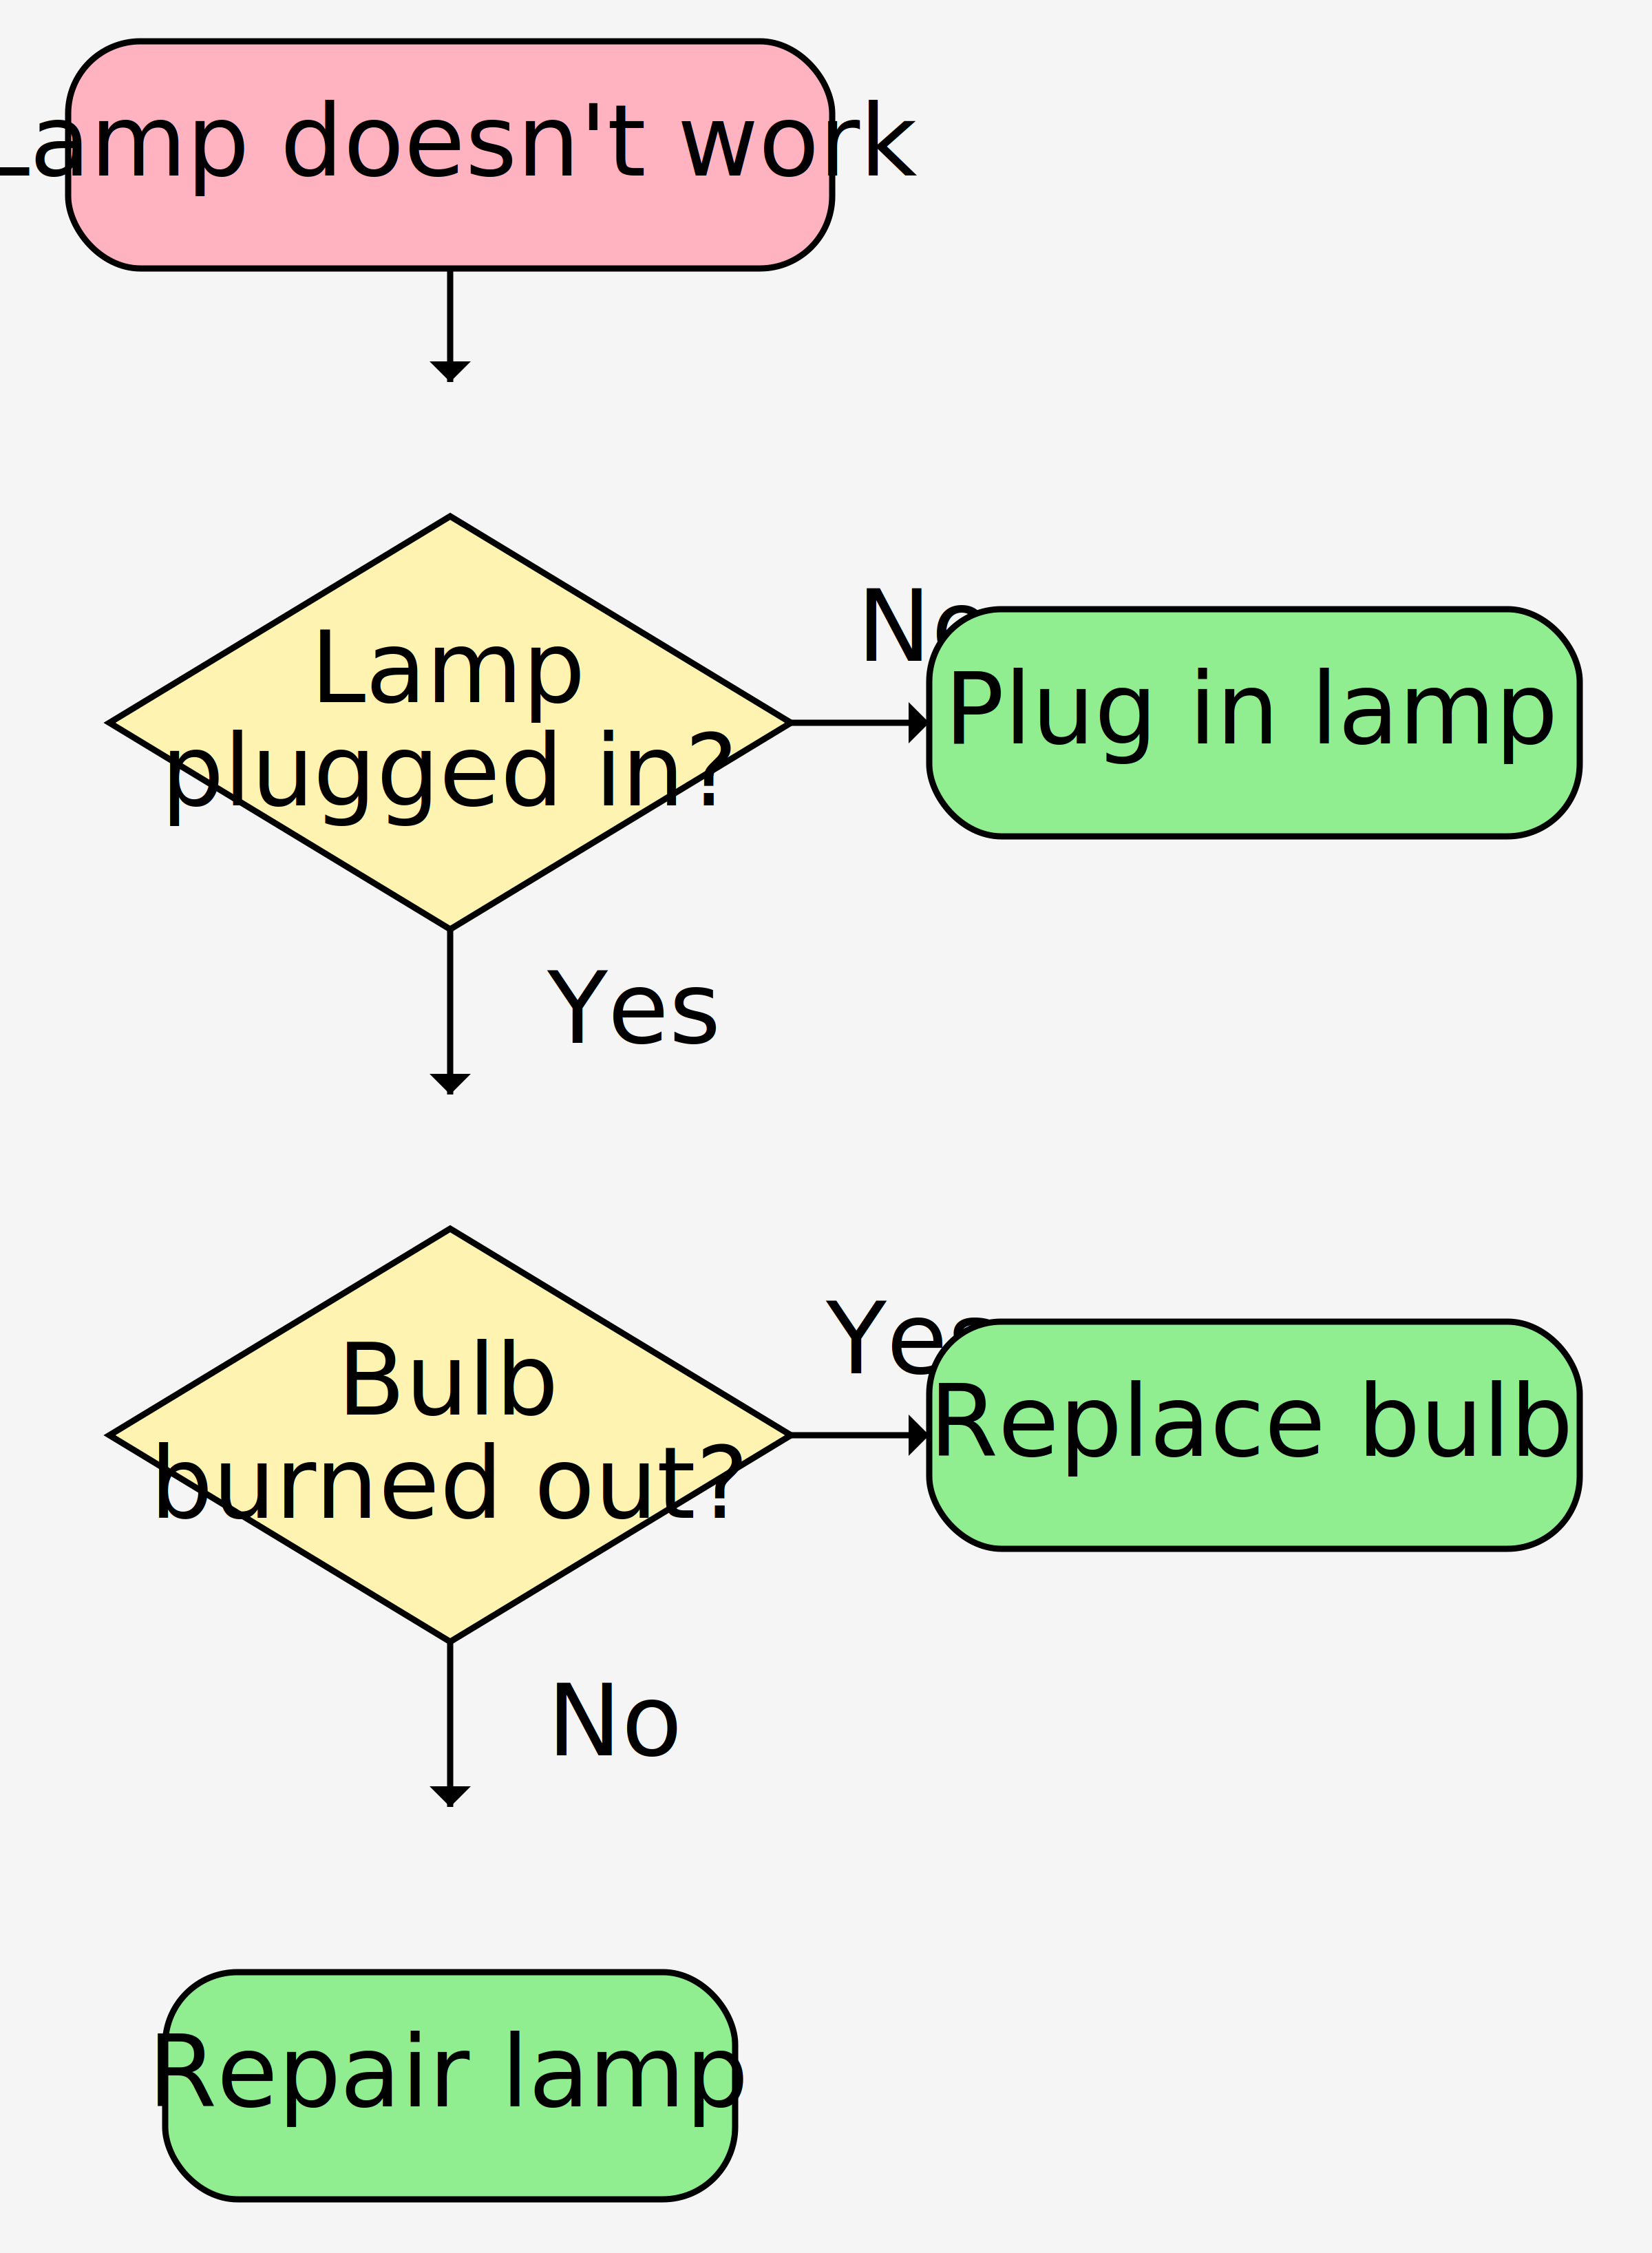 Lamp doesn't work
Lamp
plugged in?
No
Plug in lamp
Yes
Bulb
burned out?
Yes
Replace bulb
No
Repair lamp